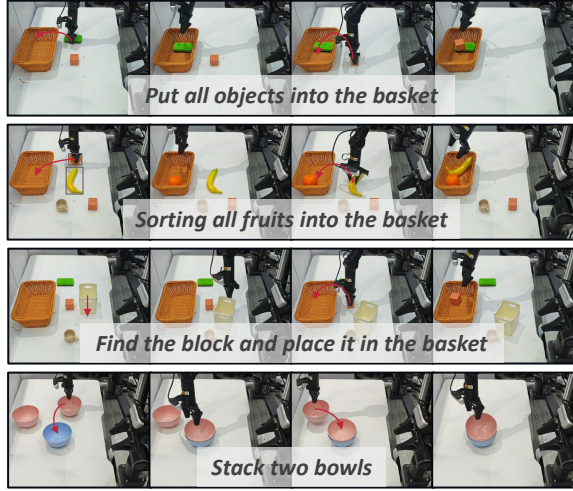 Put all objects into the basket
Sorting all fruits into the basket
Find the block and place it in the basket
Stack two bowls